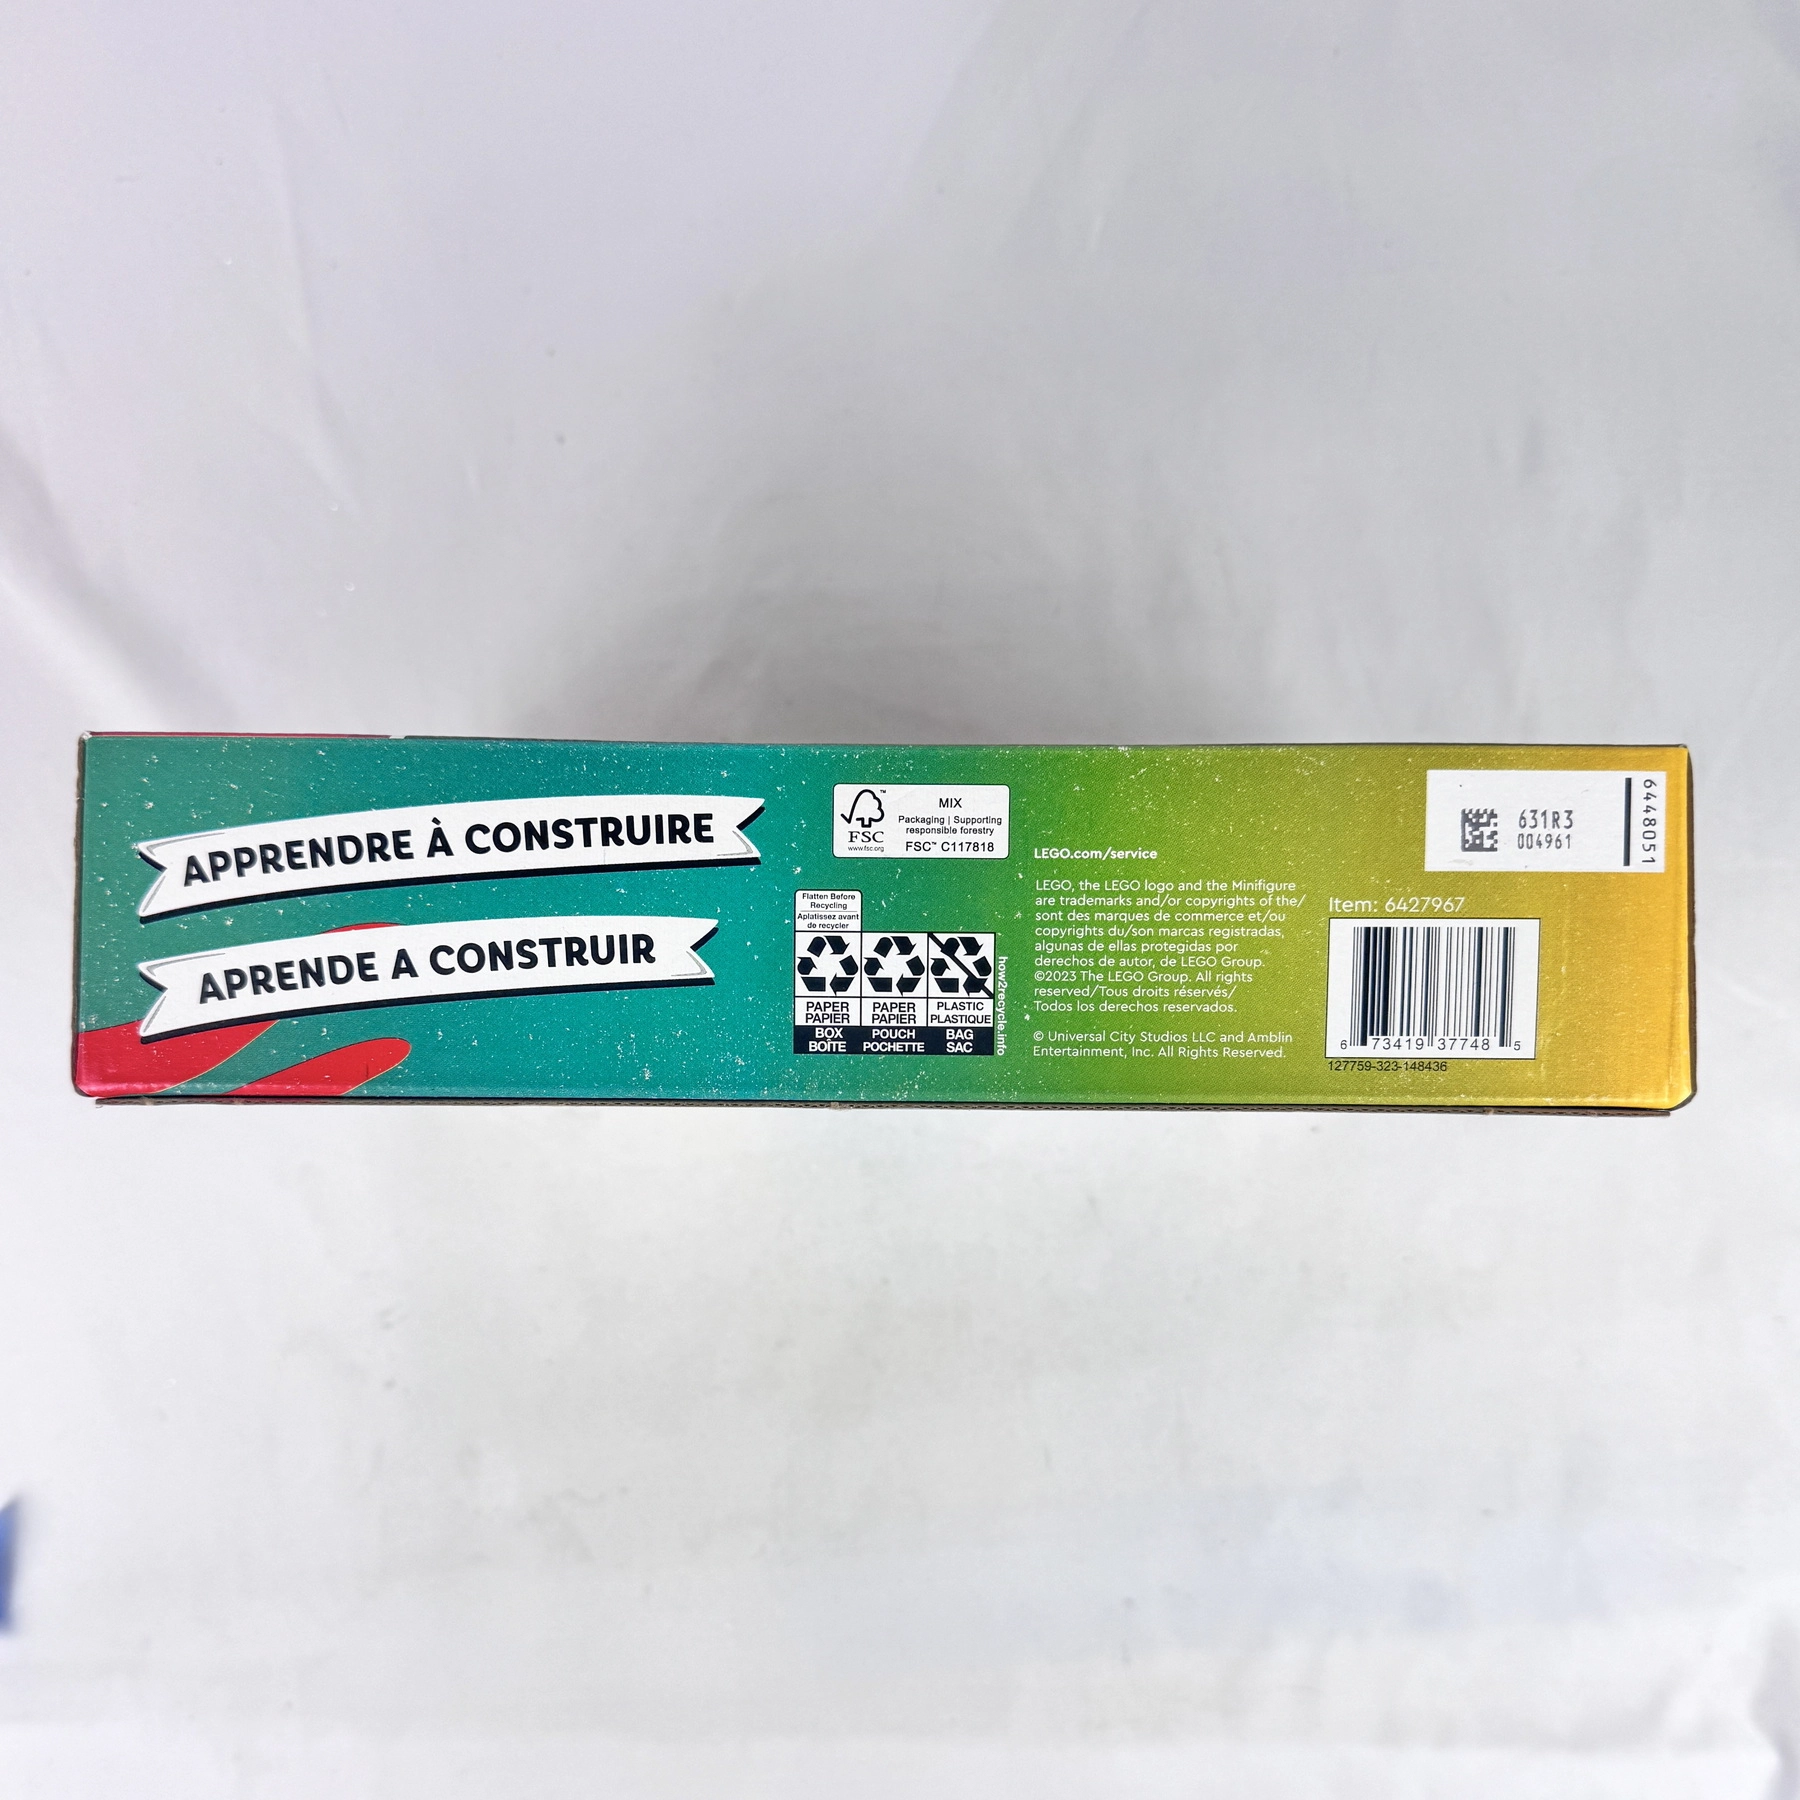 APPRENDRE À CONSTRUIRE
APRENDE A CONSTRUIR
FSC
™
www.fsc.org
MIX
Packaging | Supporting
responsible forestry
FSC™ C117818
Flatten Before
Recycling
Aplatissez avant
de recycler
PAPER
PAPIER
BOX
BOÎTE
PAPER
PAPIER
POUCH
POCHETTE
PLASTIC
PLASTIQUE
BAG
SAC
how2recycle.info
LEGO.com/service
LEGO, the LEGO logo and the Minifigure
are trademarks and/or copyrights of the/
sont des marques de commerce et/ou
copyrights du/son marcas registradas,
algunas de ellas protegidas por
derechos de autor, de LEGO Group.
©2023 The LEGO Group. All rights
reserved/Tous droits réservés/
Todos los derechos reservados.
© Universal City Studios LLC and Amblin
Entertainment, Inc. All Rights Reserved.
631R3
004961
6448051
Item: 6427967
6 73419 37748 5
127759-323-148436